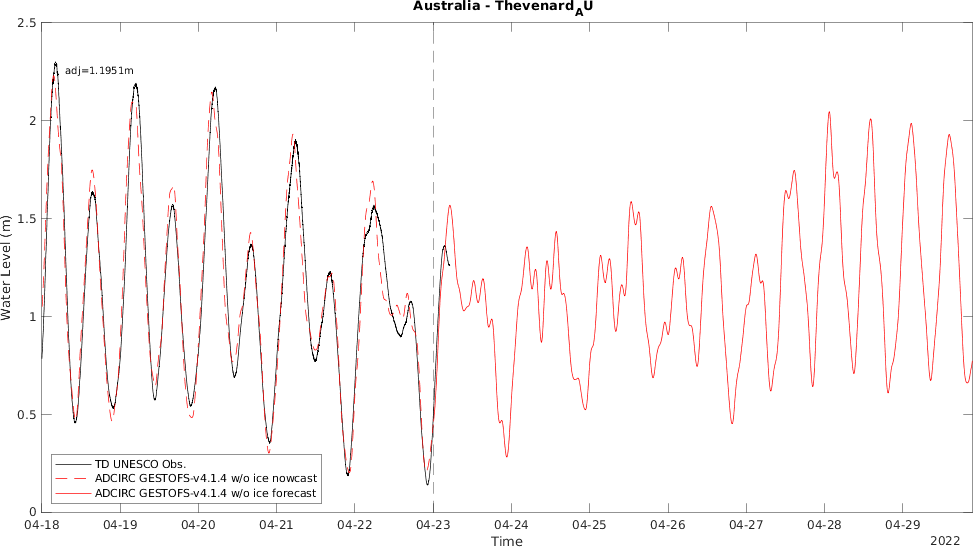 Australia - Thevenard_AU
2.5
2
1.5
1
0.5
0
Water Level (m)
adj=1.1951m
TD UNESCO Obs.
ADCIRC GESTOFS-v4.1.4 w/o ice nowcast
ADCIRC GESTOFS-v4.1.4 w/o ice forecast
04-18 04-19 04-20 04-21 04-22 04-23 04-24 04-25 04-26 04-27 04-28 04-29
Time
2022